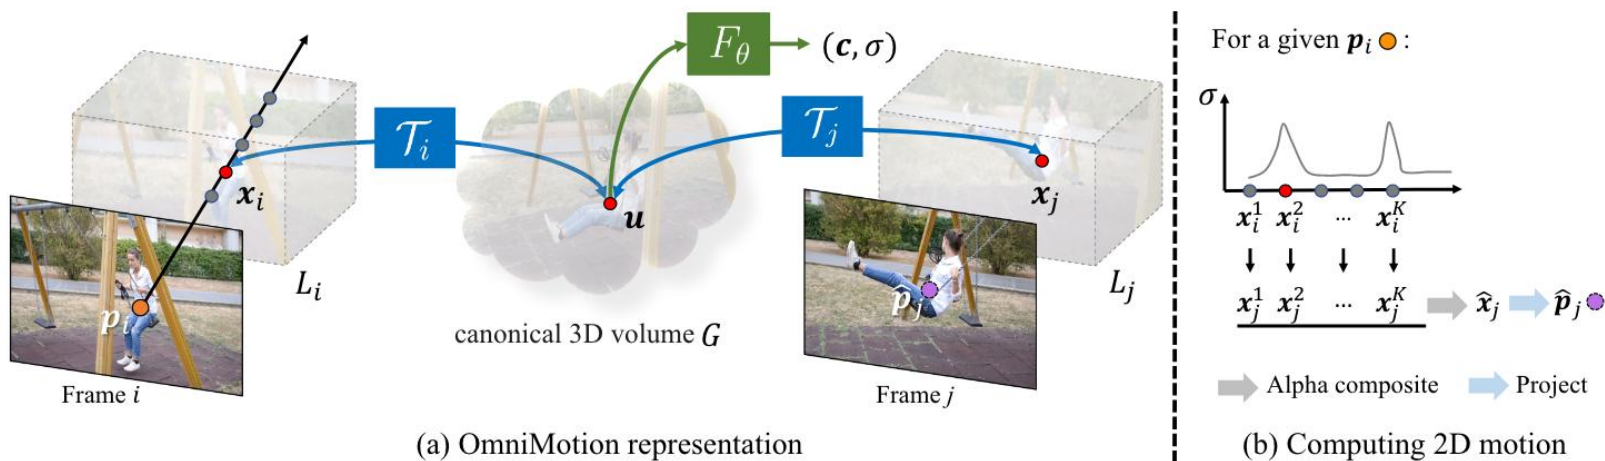 F_θ
(c, σ)
𝒯_i
𝒯_j
x_i
u
x_j
L_i
L_j
p_i
p̂_j
canonical 3D volume G
Frame i
Frame j
(a) OmniMotion representation
For a given p_i :
σ
x_i^1 x_i^2 ... x_i^K
x_j^1 x_j^2 ... x_j^K x̂_j p̂_j
Alpha composite Project
(b) Computing 2D motion